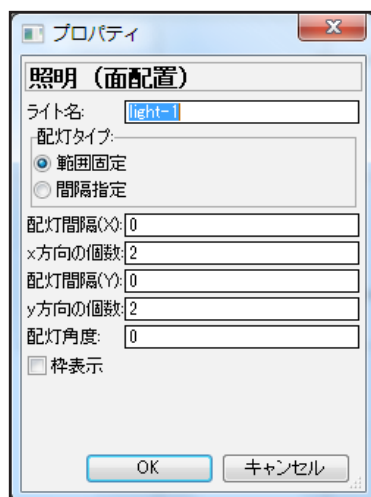 プロパティ
照明（面配置）
ライト名: light-1
配灯タイプ:
範囲固定
間隔指定
配灯間隔(X): 0
x方向の個数: 2
配灯間隔(Y): 0
y方向の個数: 2
配灯角度: 0
枠表示
OK キャンセル